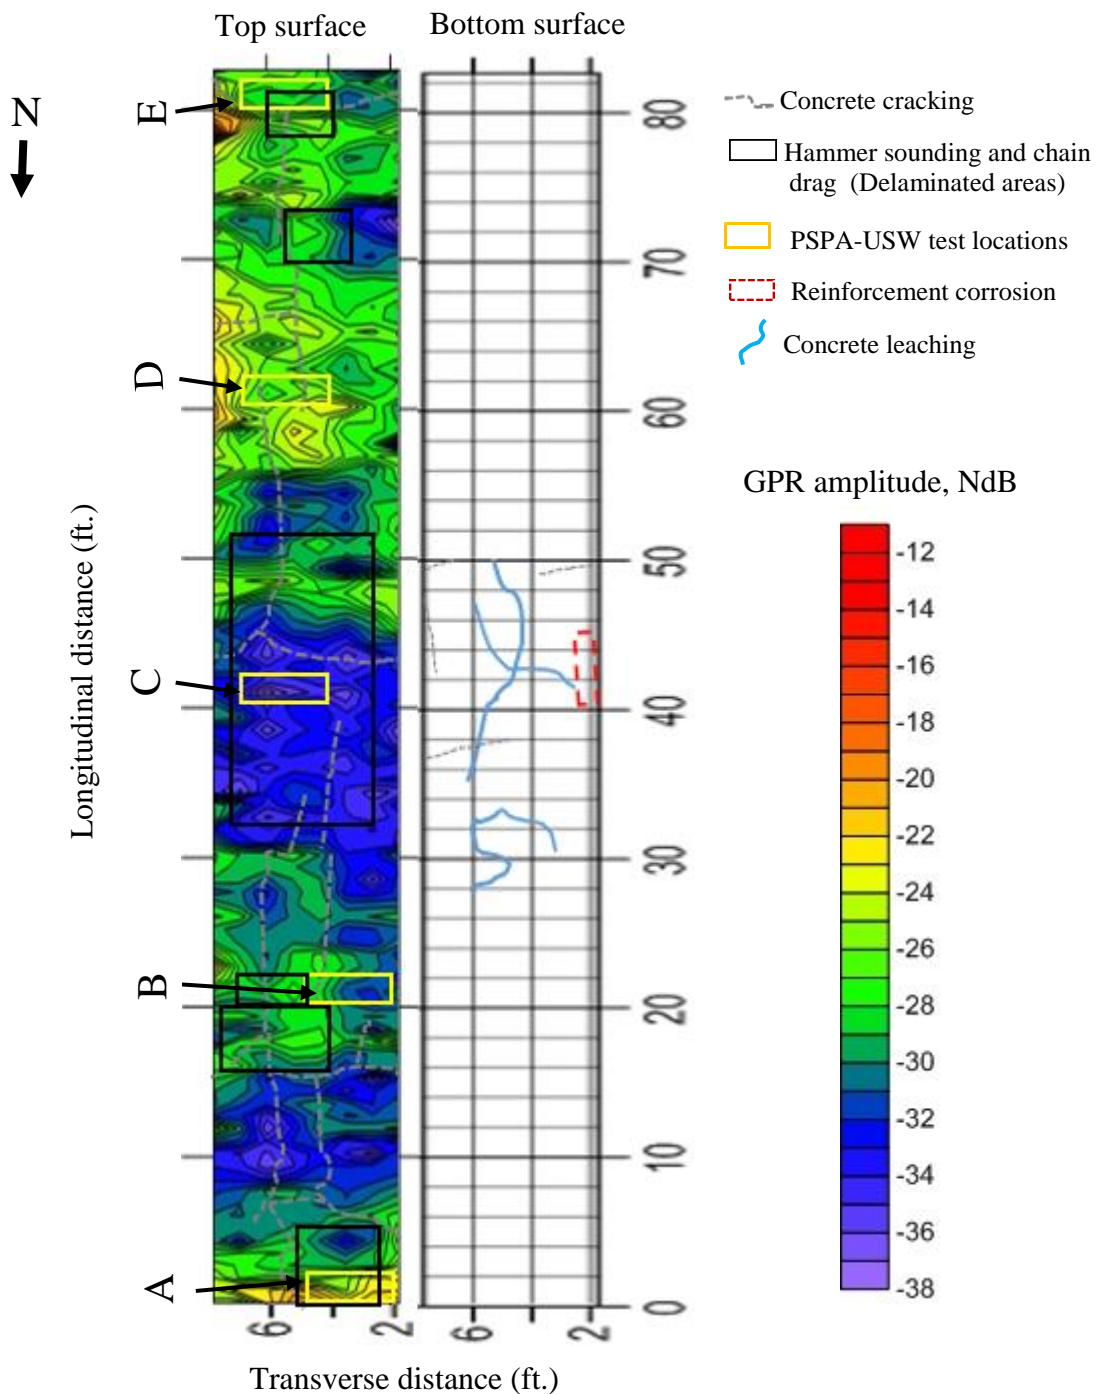 Top surface
Bottom surface
N
E
D
C
B
A
Concrete cracking
Hammer sounding and chain
drag (Delaminated areas)
PSPA-USW test locations
Reinforcement corrosion
Concrete leaching
GPR amplitude, NdB
-12
-14
-16
-18
-20
-22
-24
-26
-28
-30
-32
-34
-36
-38
80
70
60
50
40
30
20
10
0
Longitudinal distance (ft.)
6
2
6
2
Transverse distance (ft.)